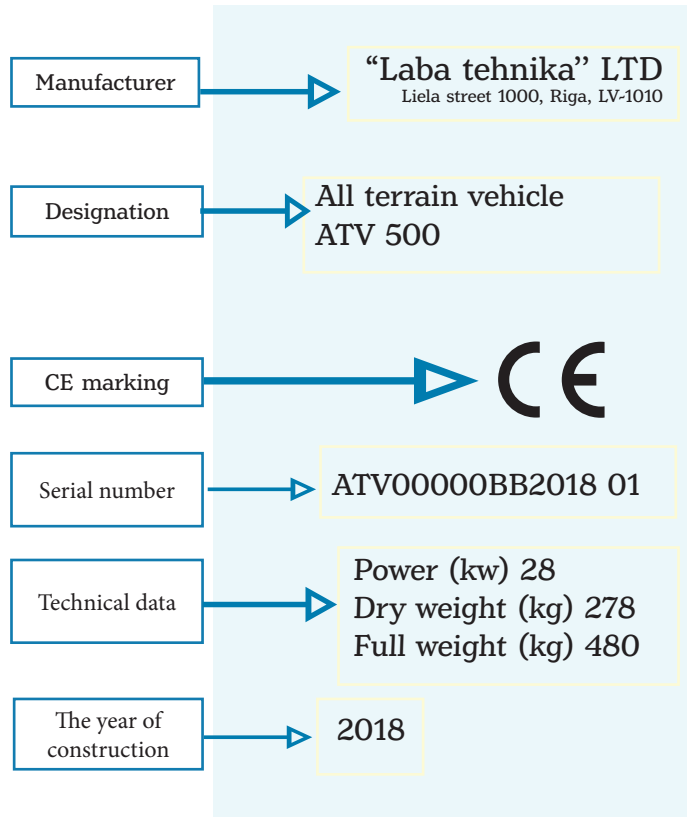 Manufacturer
“Laba tehnika’’ LTD
Liela street 1000, Riga, LV-1010
Designation
All terrain vehicle
ATV 500
CE marking
CE
Serial number
ATV00000BB2018 01
Technical data
Power (kw) 28
Dry weight (kg) 278
Full weight (kg) 480
The year of
construction
2018